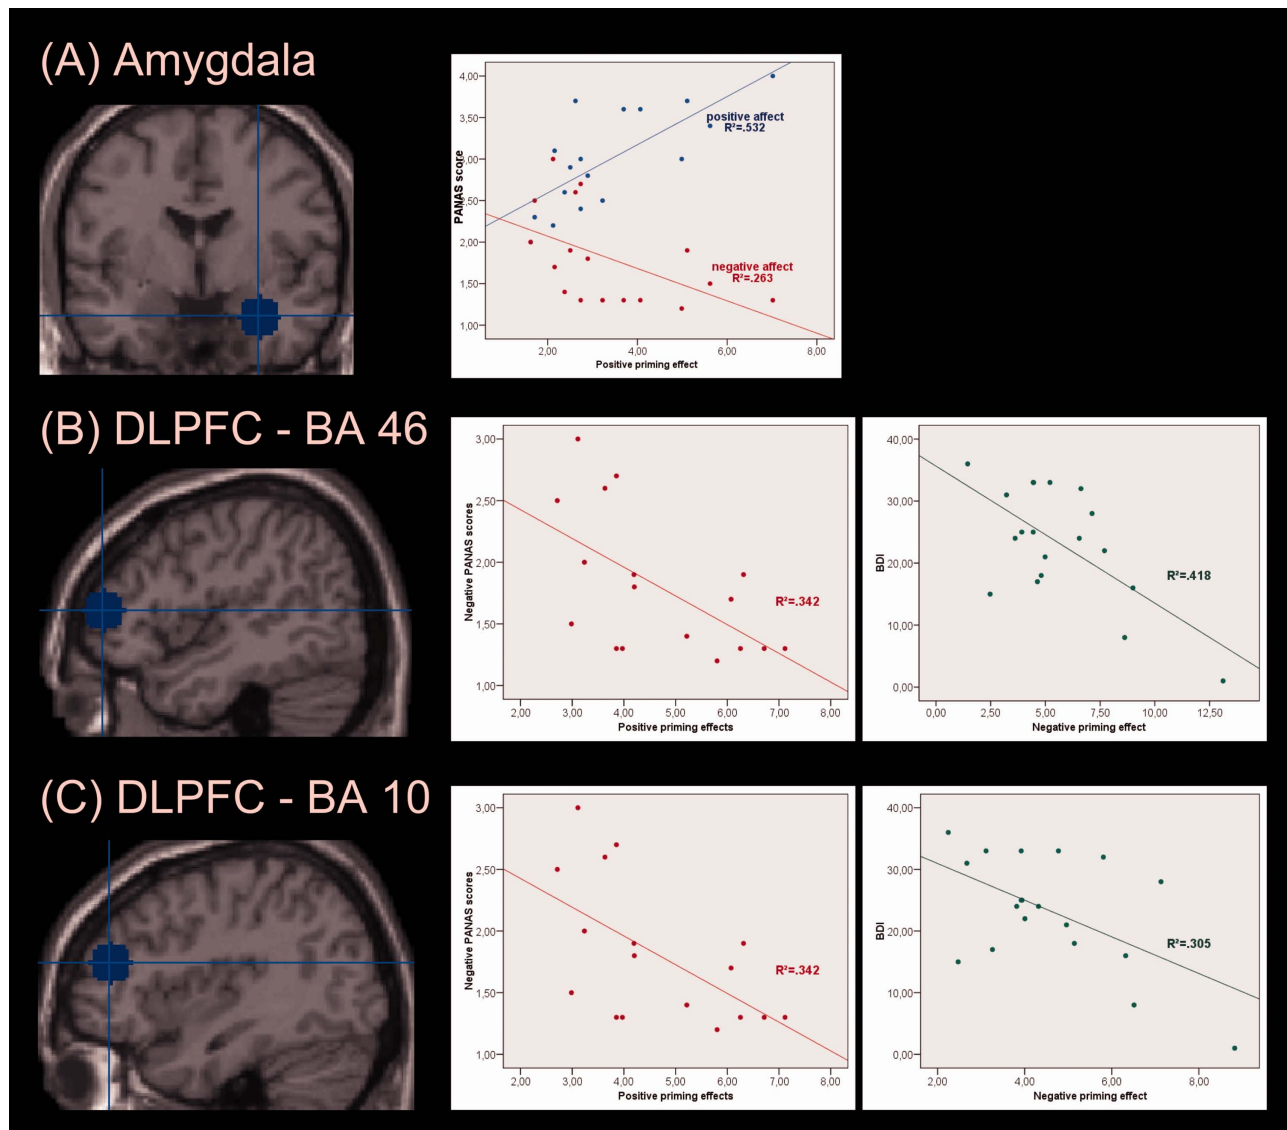 (A) Amygdala
4,00
3,50
3,00
2,50
2,00
1,50
1,00
PANAS score
positive affect
R²=.532
negative affect
R²=.263
2,00 4,00 6,00 8,00
Positive priming effect
(B) DLPFC - BA 46
3,00
2,50
2,00
1,50
1,00
Negative PANAS scores
R²=.342
2,00 3,00 4,00 5,00 6,00 7,00 8,00
Positive priming effects
40,00
30,00
20,00
10,00
0,00
BDI
R²=.418
0,00 2,50 5,00 7,50 10,00 12,50
Negative priming effect
(C) DLPFC - BA 10
3,00
2,50
2,00
1,50
1,00
Negative PANAS scores
R²=.342
2,00 3,00 4,00 5,00 6,00 7,00 8,00
Positive priming effects
40,00
30,00
20,00
10,00
0,00
BDI
R²=.305
2,00 4,00 6,00 8,00
Negative priming effect